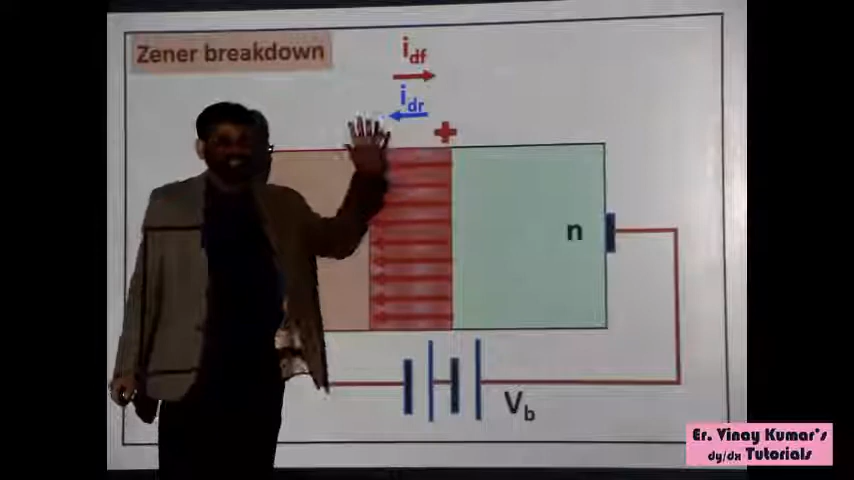 Zener breakdown
idf
idr
+
n
Vb
Er. Vinay Kumar's
dy/dx Tutorials